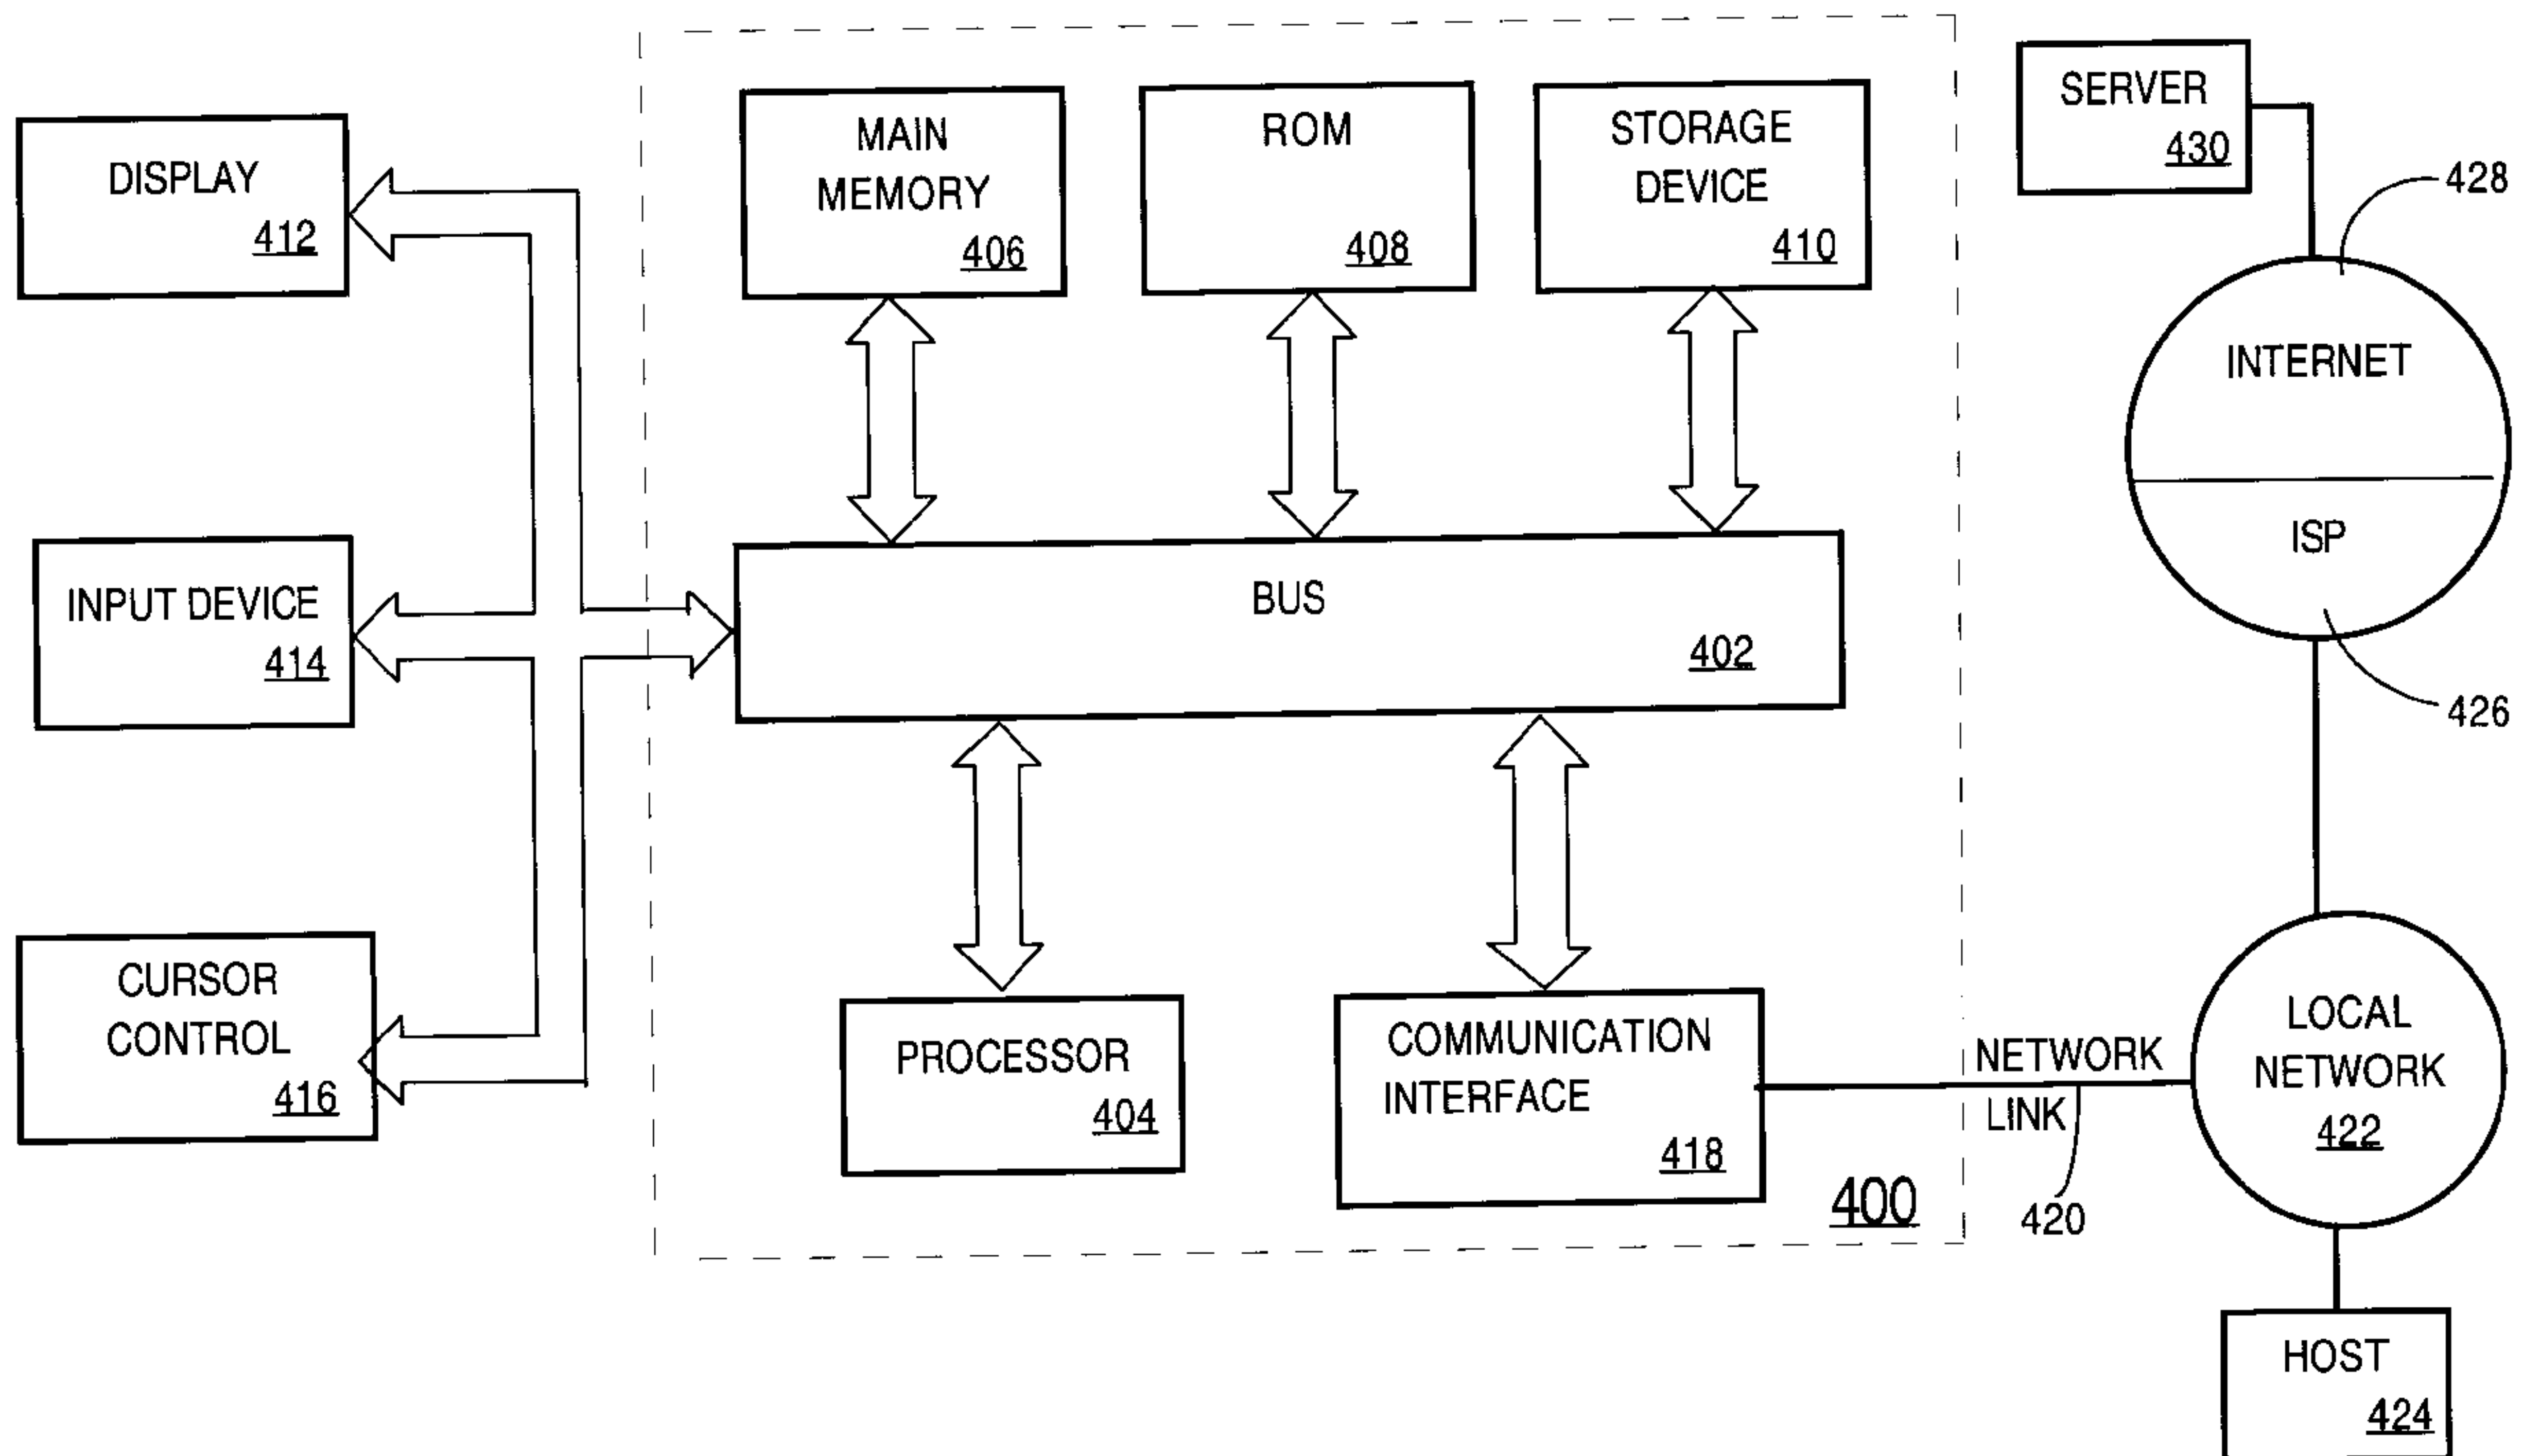 DISPLAY
412
INPUT DEVICE
414
CURSOR
CONTROL
416
MAIN
MEMORY
406
ROM
408
STORAGE
DEVICE
410
BUS
402
PROCESSOR
404
COMMUNICATION
INTERFACE
418
400
SERVER
430
428
INTERNET
ISP
426
NETWORK
LINK
420
LOCAL
NETWORK
422
HOST
424